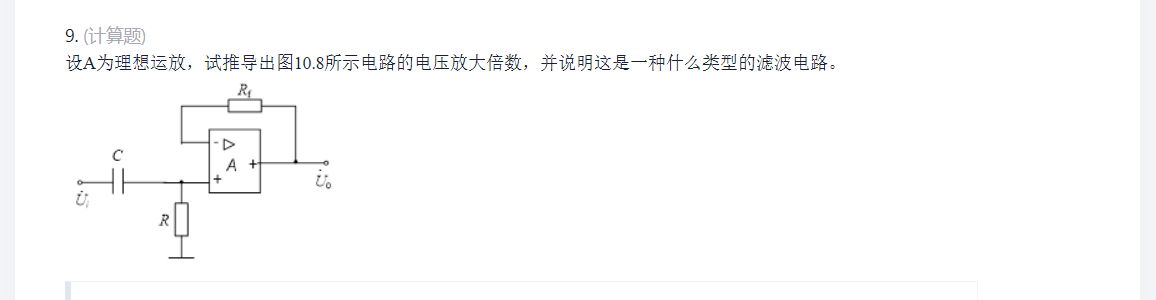 9. (计算题)
设A为理想运放，试推导出图10.8所示电路的电压放大倍数，并说明这是一种什么类型的滤波电路。
Rf
- ▷
C
A +
+
U̇i
U̇o
R